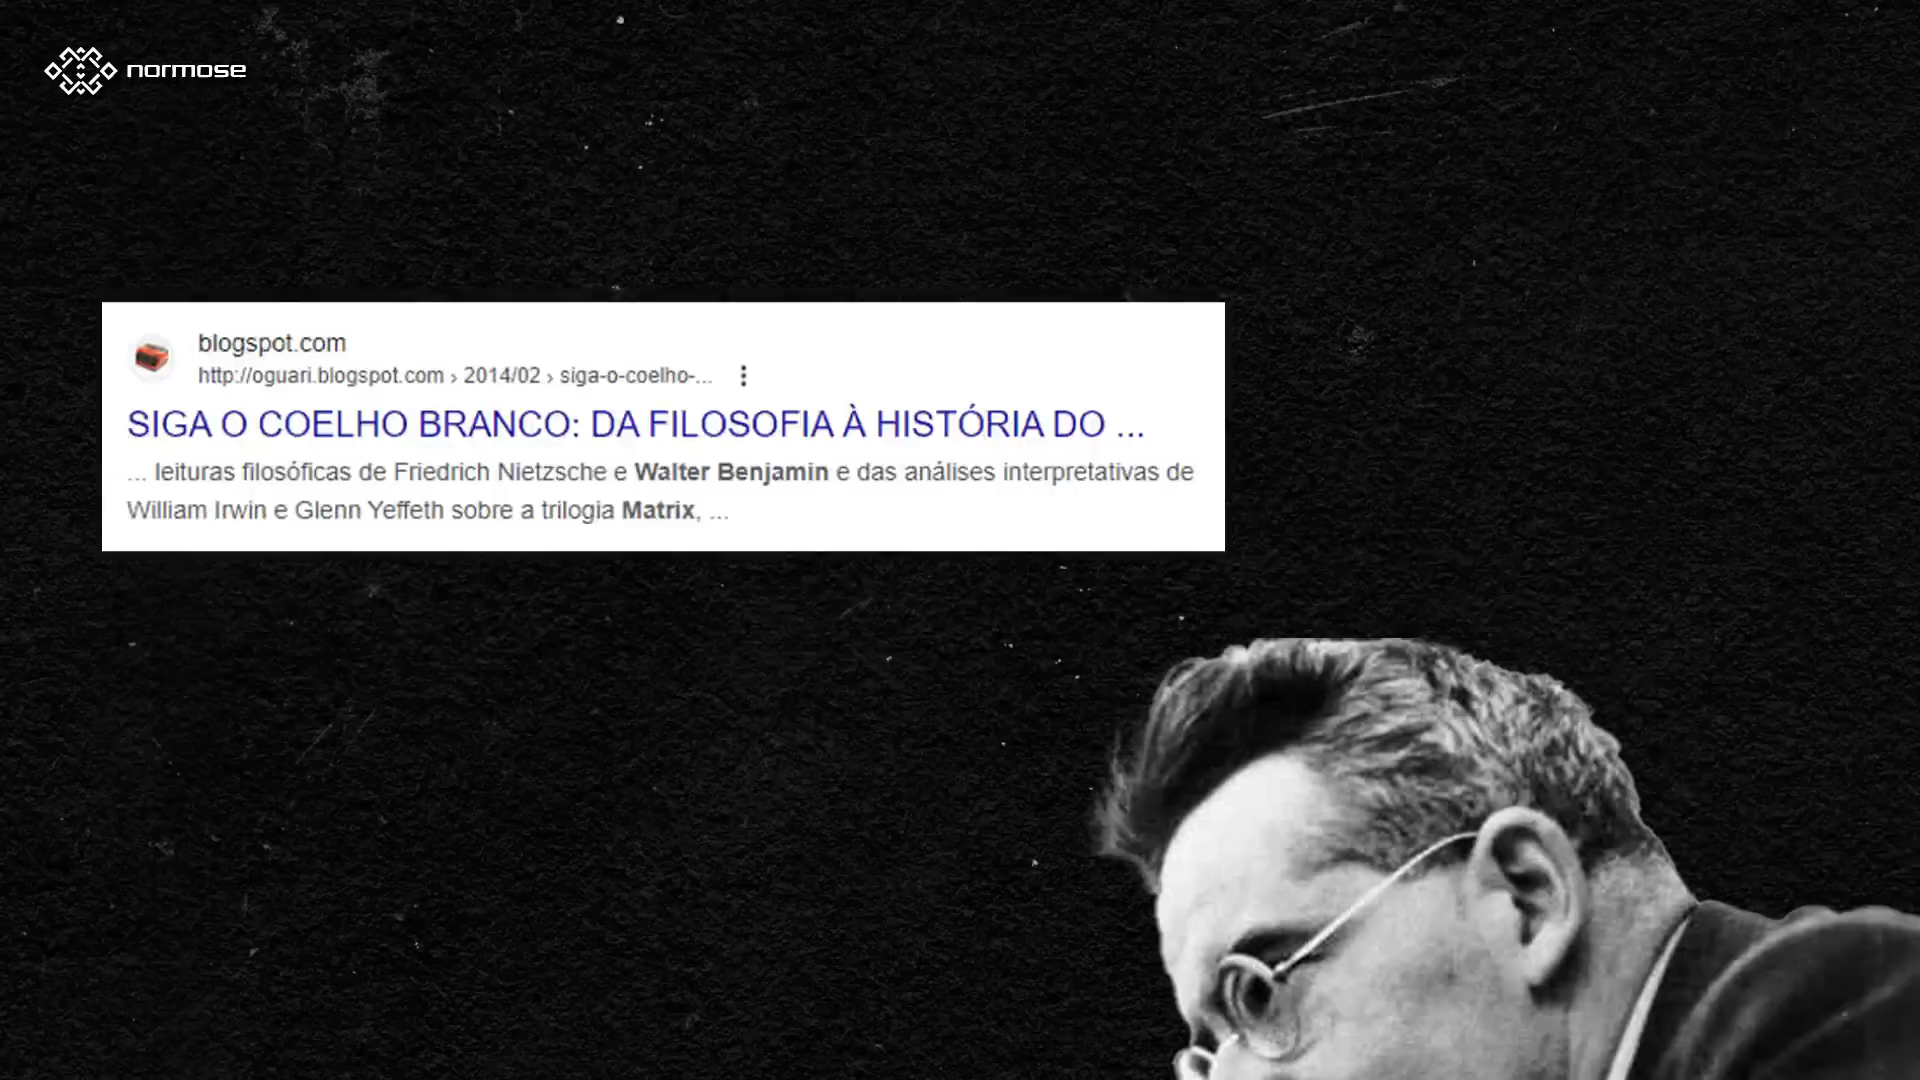 normose
blogspot.com
http://oguari.blogspot.com › 2014/02 › siga-o-coelho-...
SIGA O COELHO BRANCO: DA FILOSOFIA À HISTÓRIA DO ...
... leituras filosóficas de Friedrich Nietzsche e Walter Benjamin e das análises interpretativas de
William Irwin e Glenn Yeffeth sobre a trilogia Matrix, ...